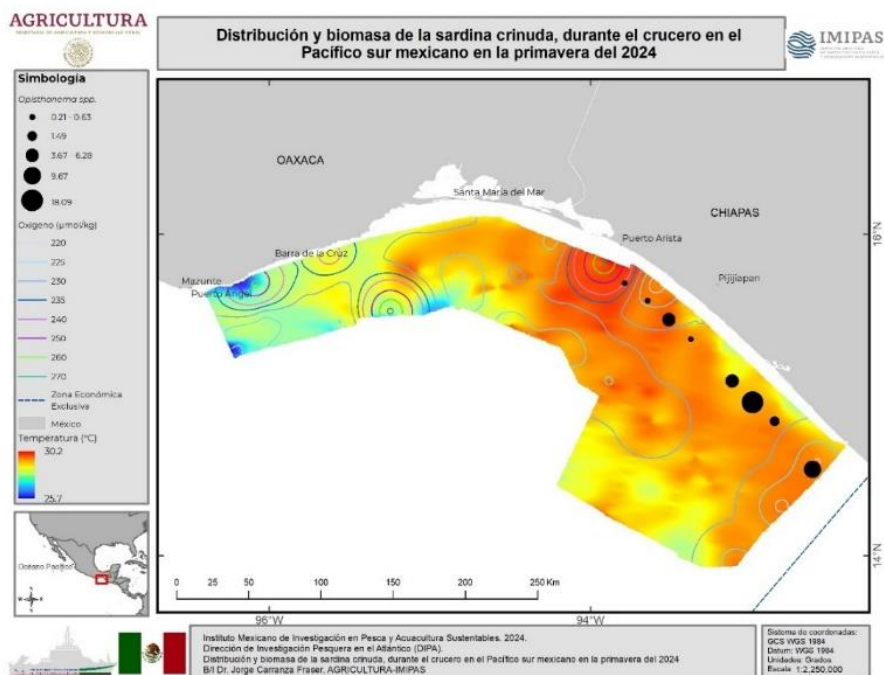 AGRICULTURA
SECRETARÍA DE AGRICULTURA Y DESARROLLO RURAL
Distribución y biomasa de la sardina crinuda, durante el crucero en el
Pacífico sur mexicano en la primavera del 2024
IMIPAS
Simbología
Opisthonema spp.
0.21 - 0.63
1.49
3.67 - 6.28
9.67
18.09
Oxígeno (µmol/kg)
220
225
230
235
240
250
260
270
Zona Económica
Exclusiva
México
Temperatura (°C)
30.2
25.7
OAXACA
Santa María del Mar
CHIAPAS
Puerto Arista
Barra de la Cruz
Pijijiapan
Mazunte
Puerto Angel
16°N
14°N
96°W
94°W
0 25 50 100 150 200 250 Km
Océano Pacífico
N
W
E
S
Instituto Mexicano de Investigación en Pesca y Acuacultura Sustentables. 2024.
Dirección de Investigación Pesquera en el Atlántico (DIPA).
Distribución y biomasa de la sardina crinuda, durante el crucero en el Pacífico sur mexicano en la primavera del 2024
B/I Dr. Jorge Carranza Fraser. AGRICULTURA-IMIPAS
Sistema de coordenadas:
GCS WGS 1984
Datum: WGS 1984
Unidades: Grados
Escala 1:2,250,000